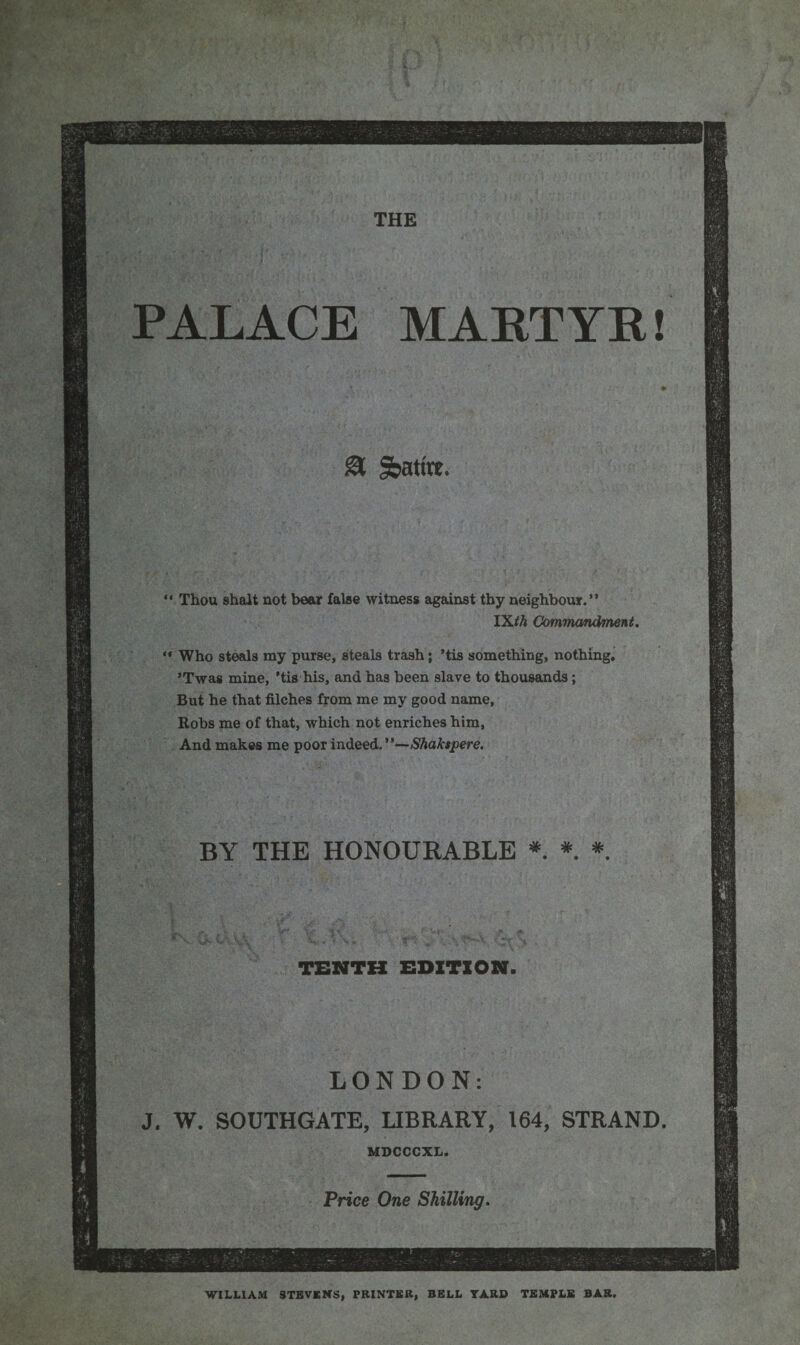 THE
PALACE MARTYR!
A Satire.
“ Thou shalt not bear false witness against thy neighbour.”
IXth Commandment.
“ Who steals my purse, steals trash; ’tis something, nothing.
’Twas mine, ’tis his, and has been slave to thousands;
But he that filches from me my good name,
Robs me of that, which not enriches him,
And makes me poor indeed.”—Shakspere.
BY THE HONOURABLE *. *. *.
TENTH EDITION.
LONDON:
J. W. SOUTHGATE, LIBRARY, 164, STRAND.
MDCCCXL.
Price One Shilling.
WILLIAM STEVENS, PRINTER, BELL YARD TEMPLE BAR.